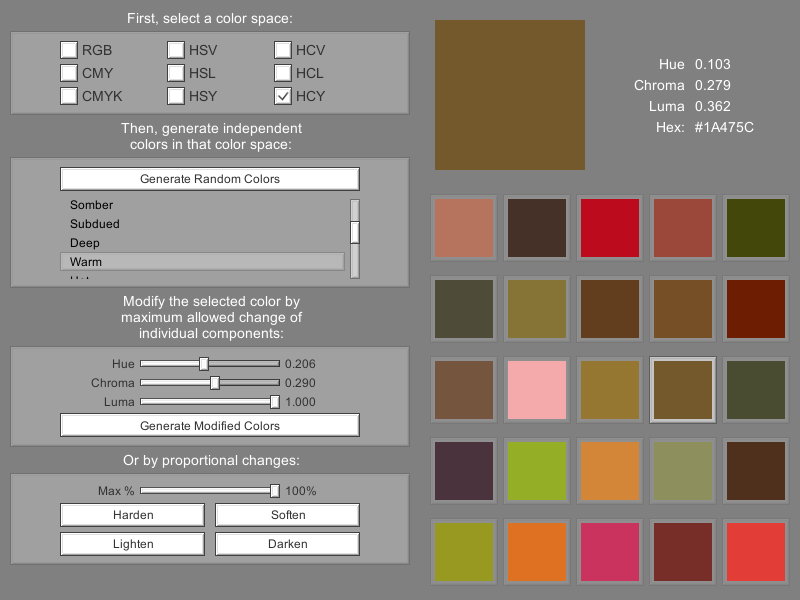 First, select a color space:
RGB HSV HCV
CMY HSL HCL
CMYK HSY HCY
Then, generate independent
colors in that color space:
Generate Random Colors
Somber
Subdued
Deep
Warm
Modify the selected color by
maximum allowed change of
individual components:
Hue 0.206
Chroma 0.290
Luma 1.000
Generate Modified Colors
Or by proportional changes:
Max % 100%
Harden Soften
Lighten Darken
Hue 0.103
Chroma 0.279
Luma 0.362
Hex: #1A475C